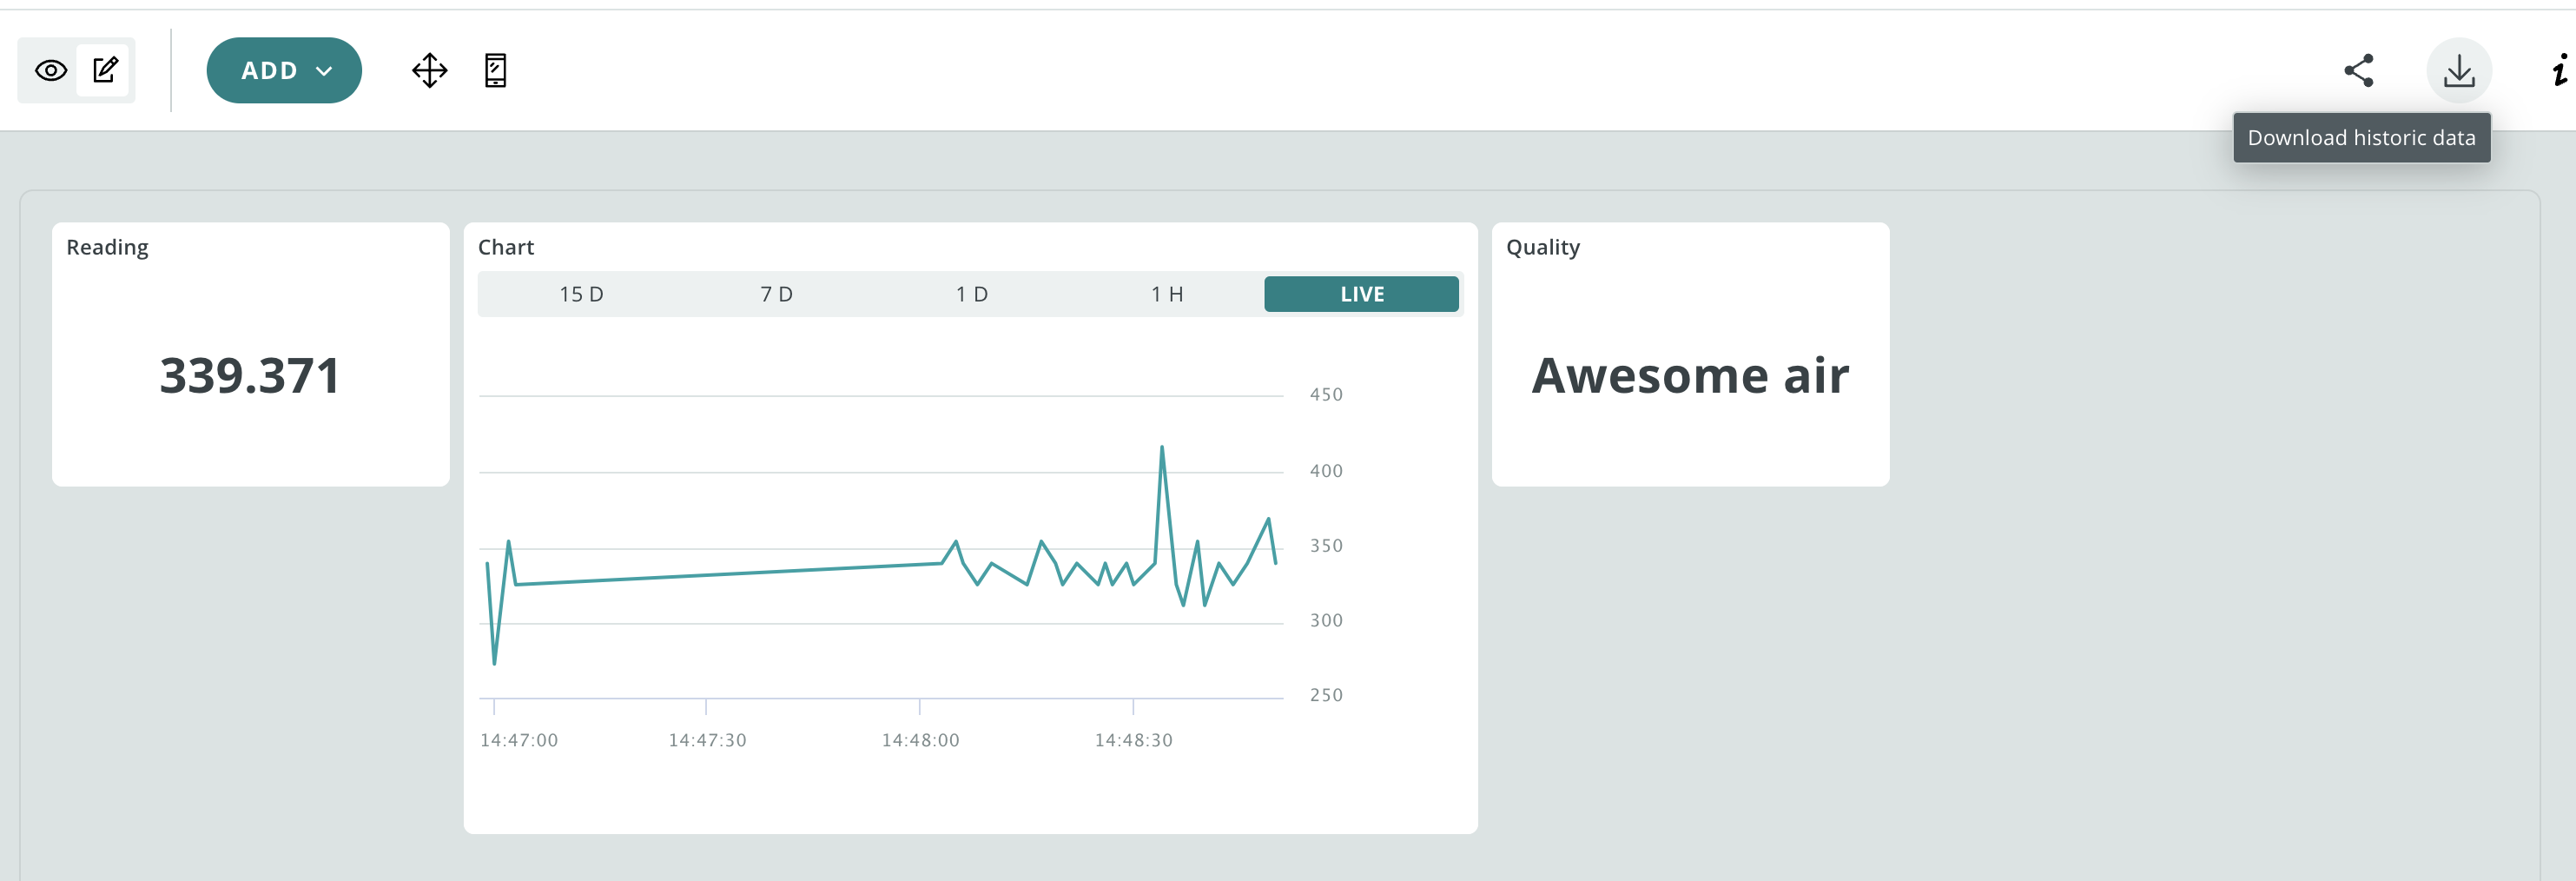 ADD
Download historic data
Reading
339.371
Chart
15 D
7 D
1 D
1 H
LIVE
450
400
350
300
250
14:47:00
14:47:30
14:48:00
14:48:30
Quality
Awesome air